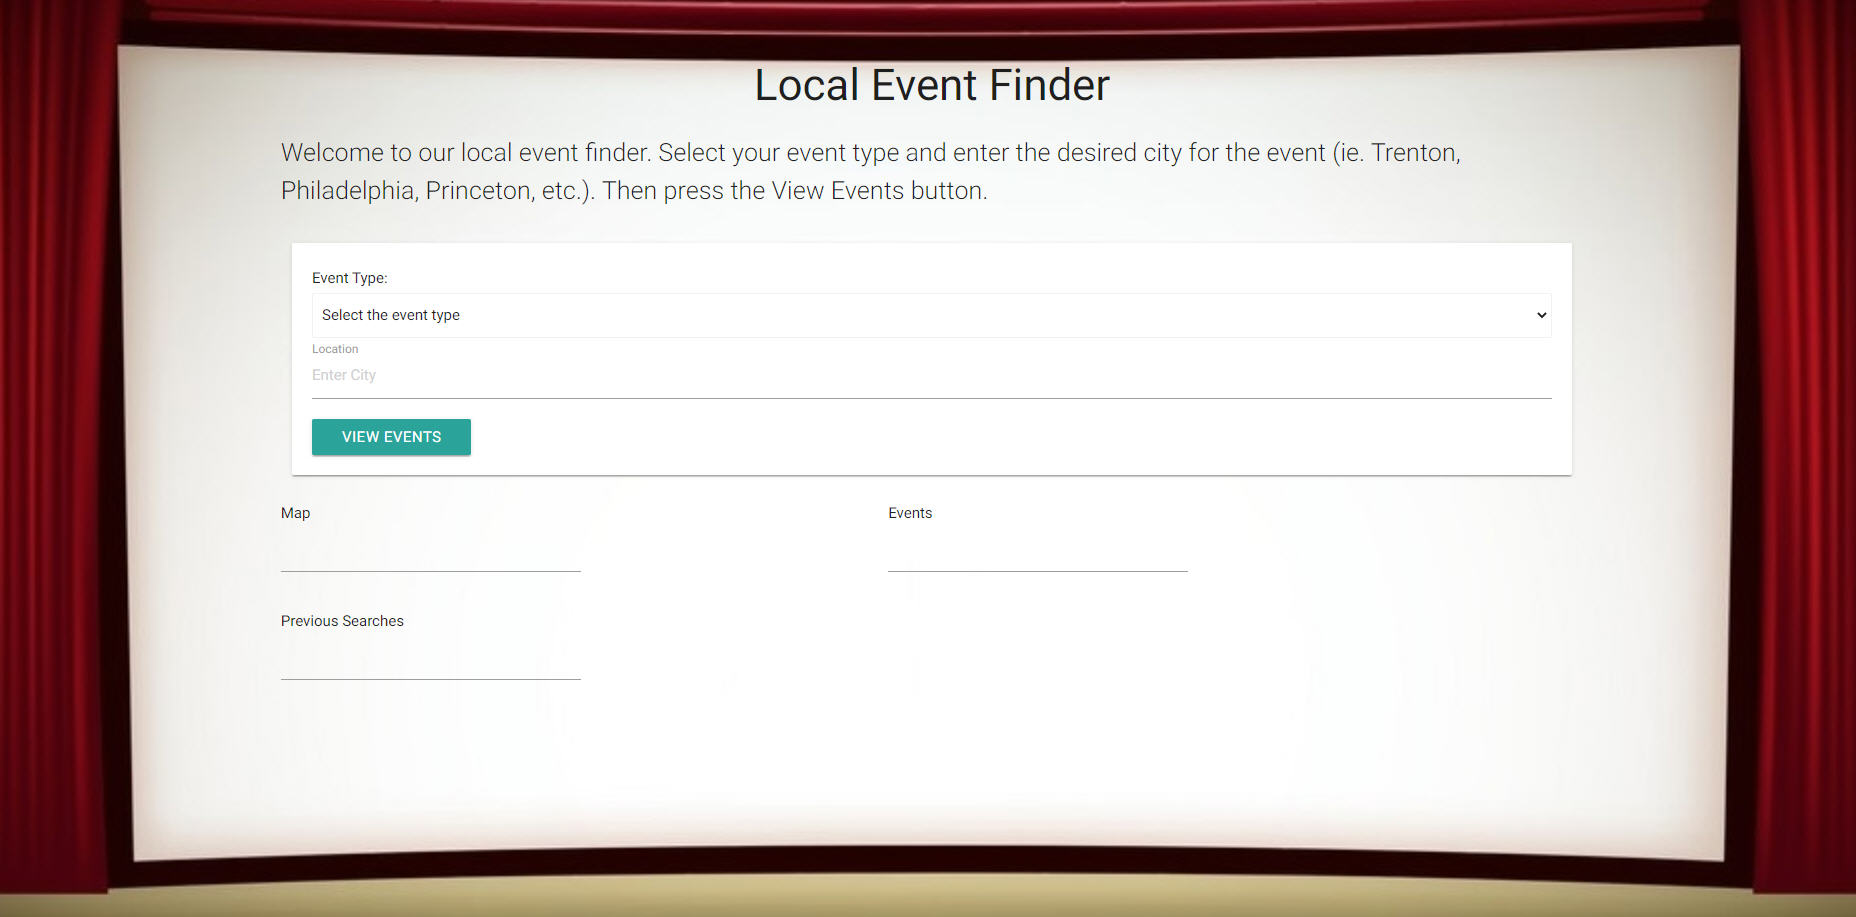 Local Event Finder
Welcome to our local event finder. Select your event type and enter the desired city for the event (ie. Trenton,
Philadelphia, Princeton, etc.). Then press the View Events button.
Event Type:
Select the event type
Location
Enter City
VIEW EVENTS
Map
Events
Previous Searches